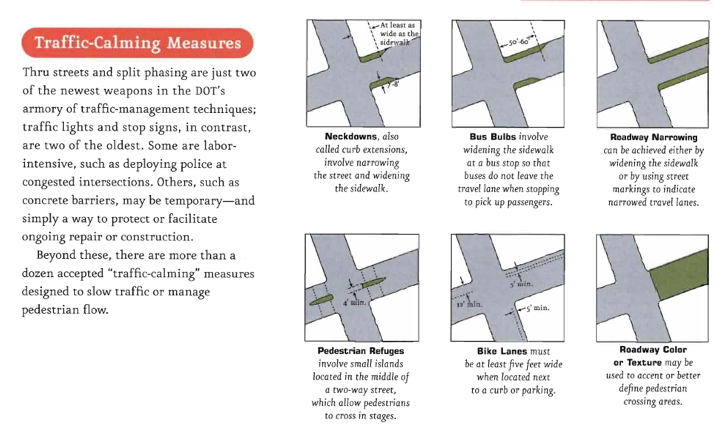 Traffic-Calming Measures
Thru streets and split phasing are just two
of the newest weapons in the DOT's
armory of traffic-management techniques;
traffic lights and stop signs, in contrast,
are two of the oldest. Some are labor-
intensive, such as deploying police at
congested intersections. Others, such as
concrete barriers, may be temporary—and
simply a way to protect or facilitate
ongoing repair or construction.
Beyond these, there are more than a
dozen accepted “traffic-calming” measures
designed to slow traffic or manage
pedestrian flow.
At least as
wide as the
sidewalk
7'-8'
Neckdowns, also
called curb extensions,
involve narrowing
the street and widening
the sidewalk.
50'-60'
Bus Bulbs involve
widening the sidewalk
at a bus stop so that
buses do not leave the
travel lane when stopping
to pick up passengers.
Roadway Narrowing
can be achieved either by
widening the sidewalk
or by using street
markings to indicate
narrowed travel lanes.
4' min.
Pedestrian Refuges
involve small islands
located in the middle of
a two-way street,
which allow pedestrians
to cross in stages.
min.
min.
5' min.
Bike Lanes must
be at least five feet wide
when located next
to a curb or parking.
Roadway Color
or Texture may be
used to accent or better
define pedestrian
crossing areas.